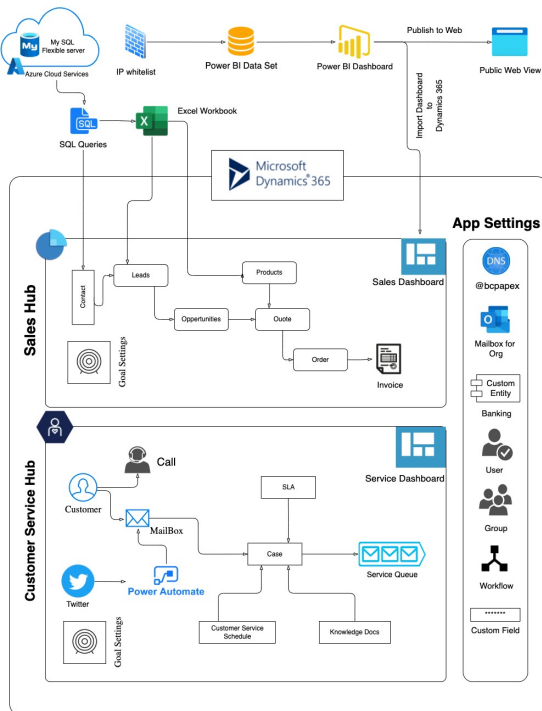 My SQL
Flexible server
My
Azure Cloud Services
IP whitelist
Power BI Data Set
Power BI Dashboard
Publish to Web
Public Web View
Import Dashboard
to
Dynamics 365
SQL
SQL Queries
X
Excel Workbook
Microsoft
Dynamics 365
App Settings
Sales Hub
Contact
Leads
Products
Opportunities
Ouote
Order
Invoice
Goal Settings
Sales Dashboard
DNS
@bcpapex
Mailbox for
Org
Custom
Entity
Banking
User
Group
Workflow
*******
Custom Field
Customer Service Hub
Call
Customer
MailBox
Twitter
Power Automate
Goal Settings
Service Dashboard
SLA
Case
Service Queue
Customer Service
Schedule
Knowledge Docs